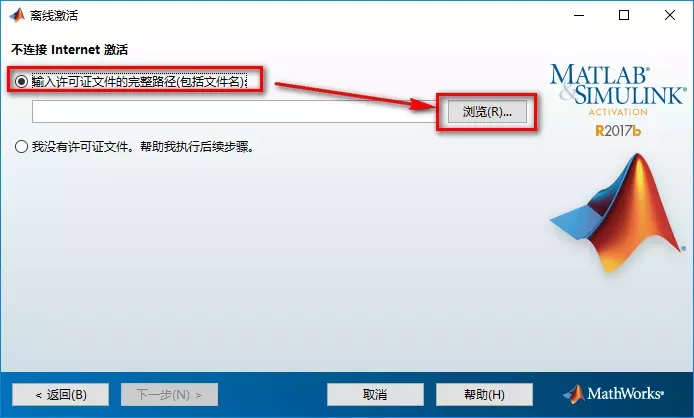 离线激活
不连接 Internet 激活
输入许可证文件的完整路径(包括文件名):
浏览(R)...
我没有许可证文件。帮助我执行后续步骤。
MATLAB®
&SIMULINK®
ACTIVATION
R2017b
< 返回(B)
下一步(N) >
取消
帮助(H)
MathWorks®